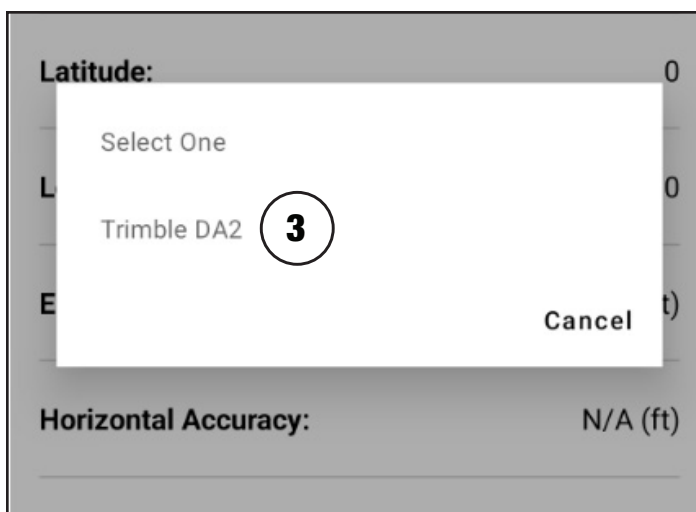 Latitude: 0
Select One
L 0
Trimble DA2 3
E t)
Cancel
Horizontal Accuracy: N/A (ft)